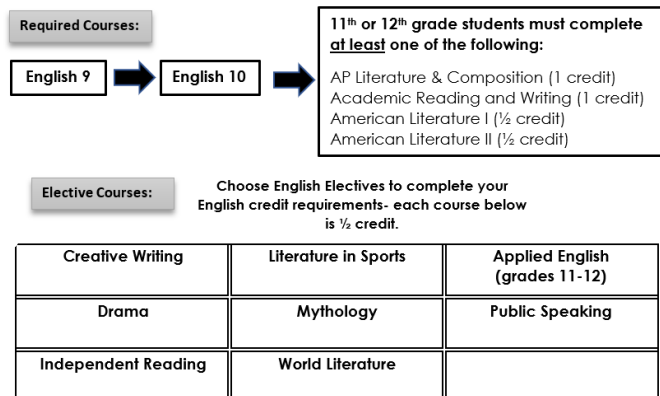 Required Courses:
11th or 12th grade students must complete
at least one of the following:
English 9
English 10
AP Literature & Composition (1 credit)
Academic Reading and Writing (1 credit)
American Literature I (½ credit)
American Literature II (½ credit)
Elective Courses:
Choose English Electives to complete your
English credit requirements- each course below
is ½ credit.
Creative Writing
Literature in Sports
Applied English
(grades 11-12)
Drama
Mythology
Public Speaking
Independent Reading
World Literature